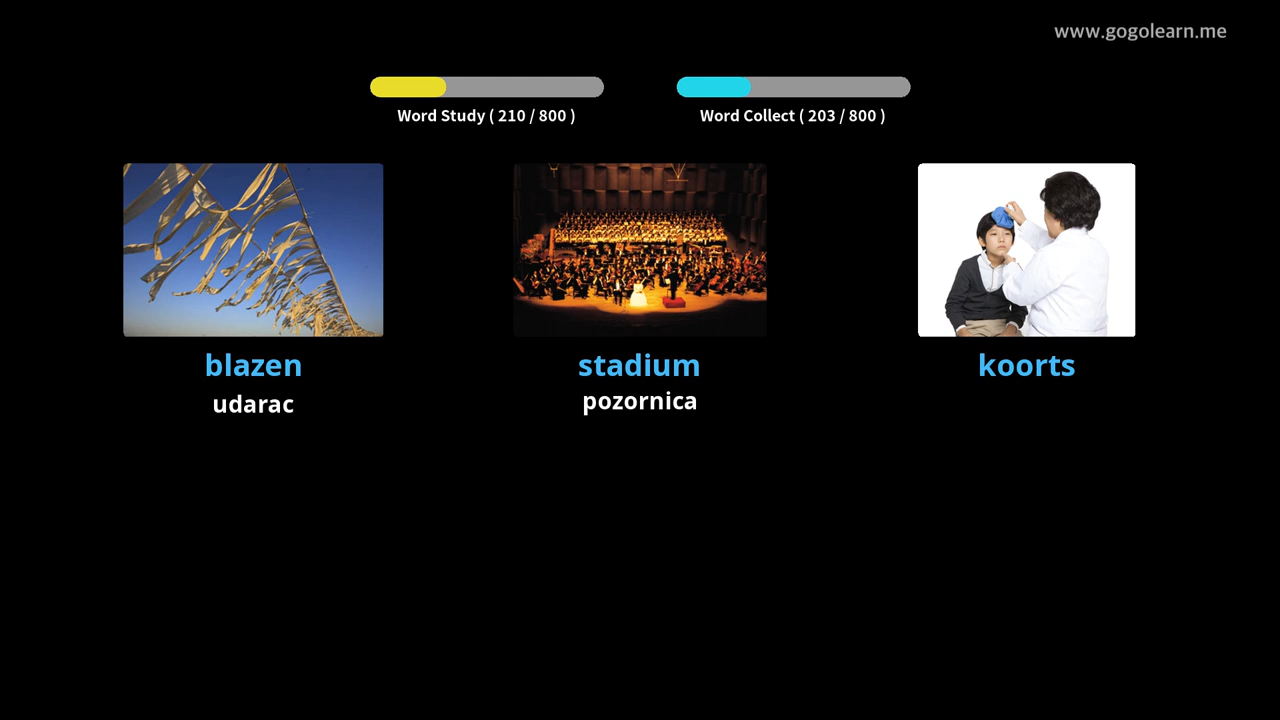 www.gogolearn.me
Word Study ( 210 / 800 )
Word Collect ( 203 / 800 )
blazen
stadium
koorts
udarac
pozornica